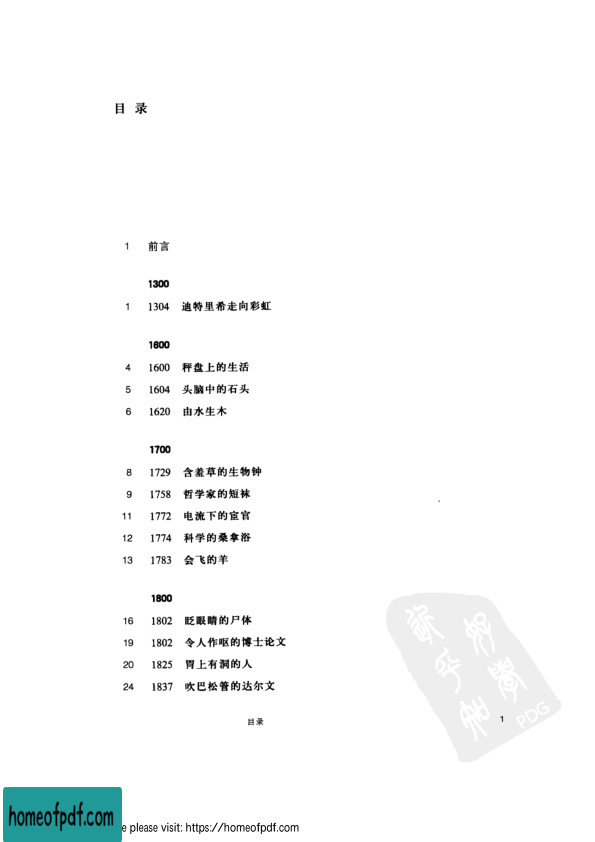 目 录
1 前言
1300
1 1304 迪特里希走向彩虹
1600
4 1600 秤盘上的生活
5 1604 头脑中的石头
6 1620 由水生木
1700
8 1729 含羞草的生物钟
9 1758 哲学家的短袜
11 1772 电流下的宦官
12 1774 科学的桑拿浴
13 1783 会飞的羊
1800
16 1802 眨眼睛的尸体
19 1802 令人作呕的博士论文
20 1825 胃上有洞的人
24 1837 吹巴松管的达尔文
目录
1
PDG
homeofpdf.com
e please visit: https://homeofpdf.com